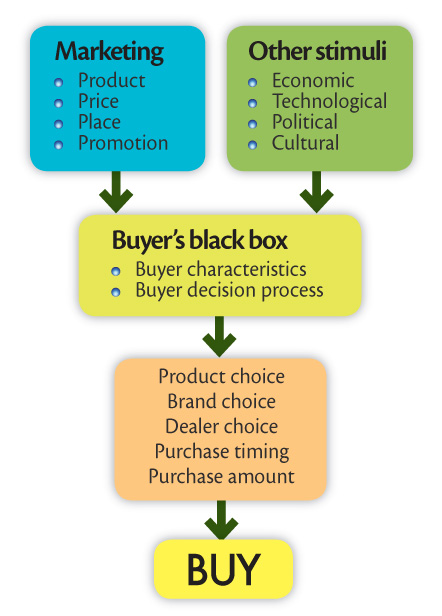 Marketing
Product
Price
Place
Promotion
Other stimuli
Economic
Technological
Political
Cultural
Buyer's black box
Buyer characteristics
Buyer decision process
Product choice
Brand choice
Dealer choice
Purchase timing
Purchase amount
BUY